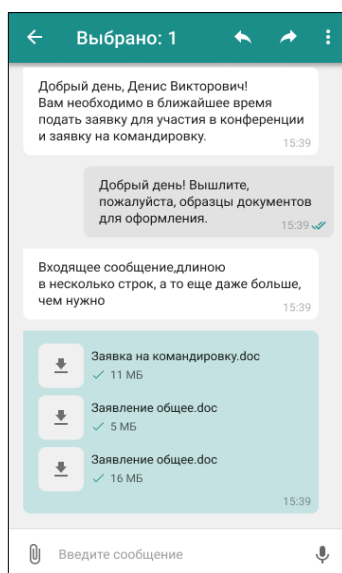 Выбрано: 1
Добрый день, Денис Викторович!
Вам необходимо в ближайшее время
подать заявку для участия в конференции
и заявку на командировку.
15:39
Добрый день! Вышлите,
пожалуйста, образцы документов
для оформления.
15:39
Входящее сообщение,длиною
в несколько строк, а то еще даже больше,
чем нужно
15:39
Заявка на командировку.doc
11 МБ
Заявление общее.doc
5 МБ
Заявление общее.doc
16 МБ
15:39
Введите сообщение